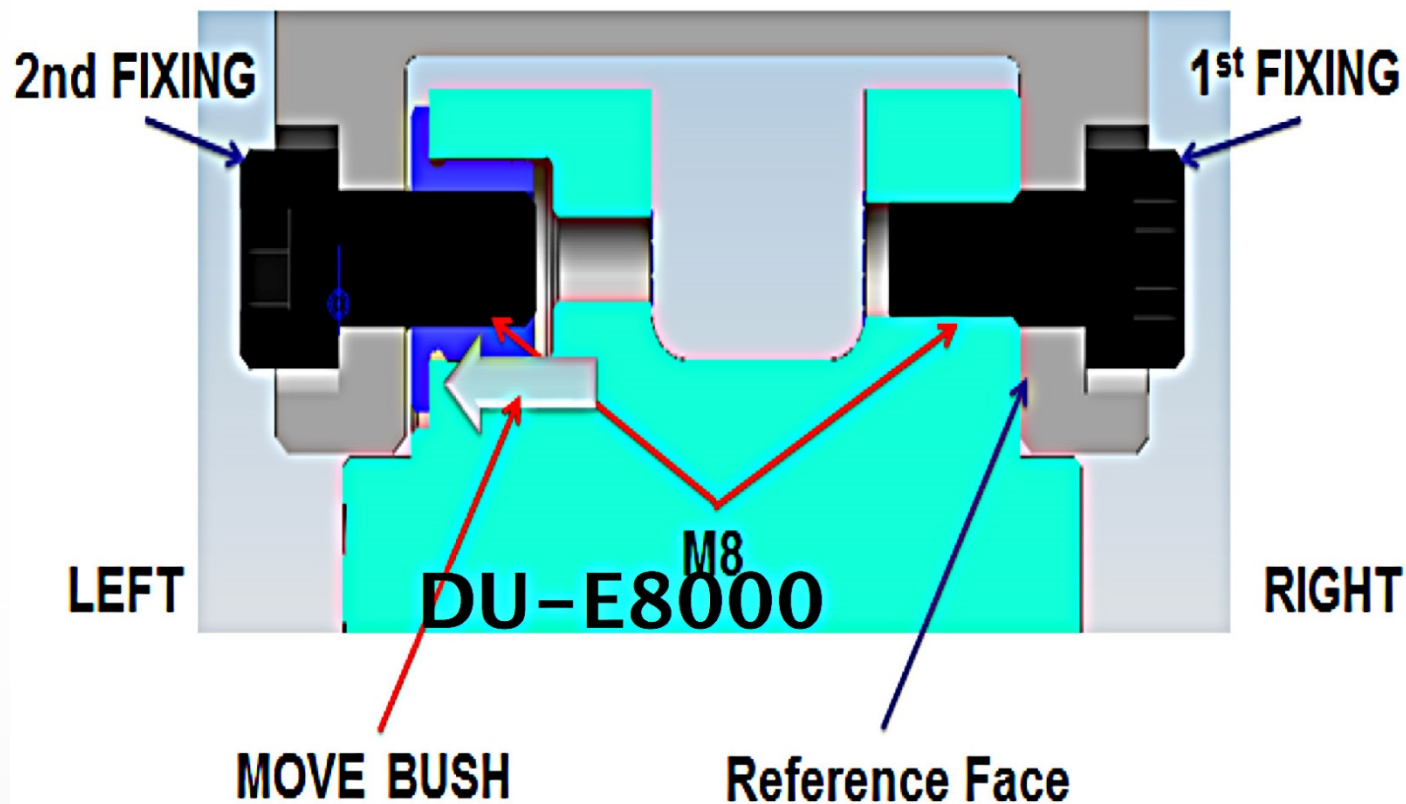 2nd FIXING
1st FIXING
M8
DU-E8000
LEFT
RIGHT
MOVE BUSH
Reference Face